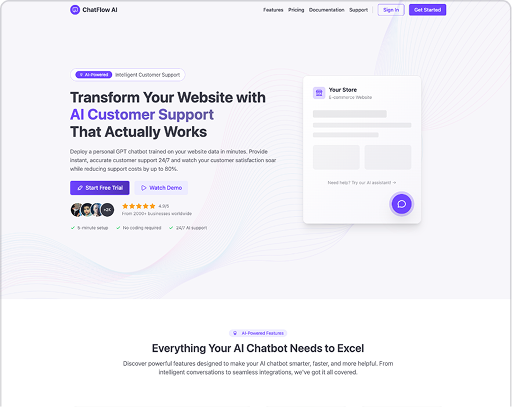 ChatFlow AI
Features Pricing Documentation Support Sign In Get Started
AI-Powered Intelligent Customer Support
Transform Your Website with
AI Customer Support
That Actually Works
Deploy a personal GPT chatbot trained on your website data in minutes. Provide
instant, accurate customer support 24/7 and watch your customer satisfaction soar
while reducing support costs by up to 80%.
Start Free Trial Watch Demo
+2K 4.9/5
From 2000+ businesses worldwide
5-minute setup No coding required 24/7 AI support
Your Store
E-commerce Website
Need help? Try our AI assistant! →
AI-Powered Features
Everything Your AI Chatbot Needs to Excel
Discover powerful features designed to make your AI chatbot smarter, faster, and more helpful. From
intelligent conversations to seamless integrations, we've got it all covered.